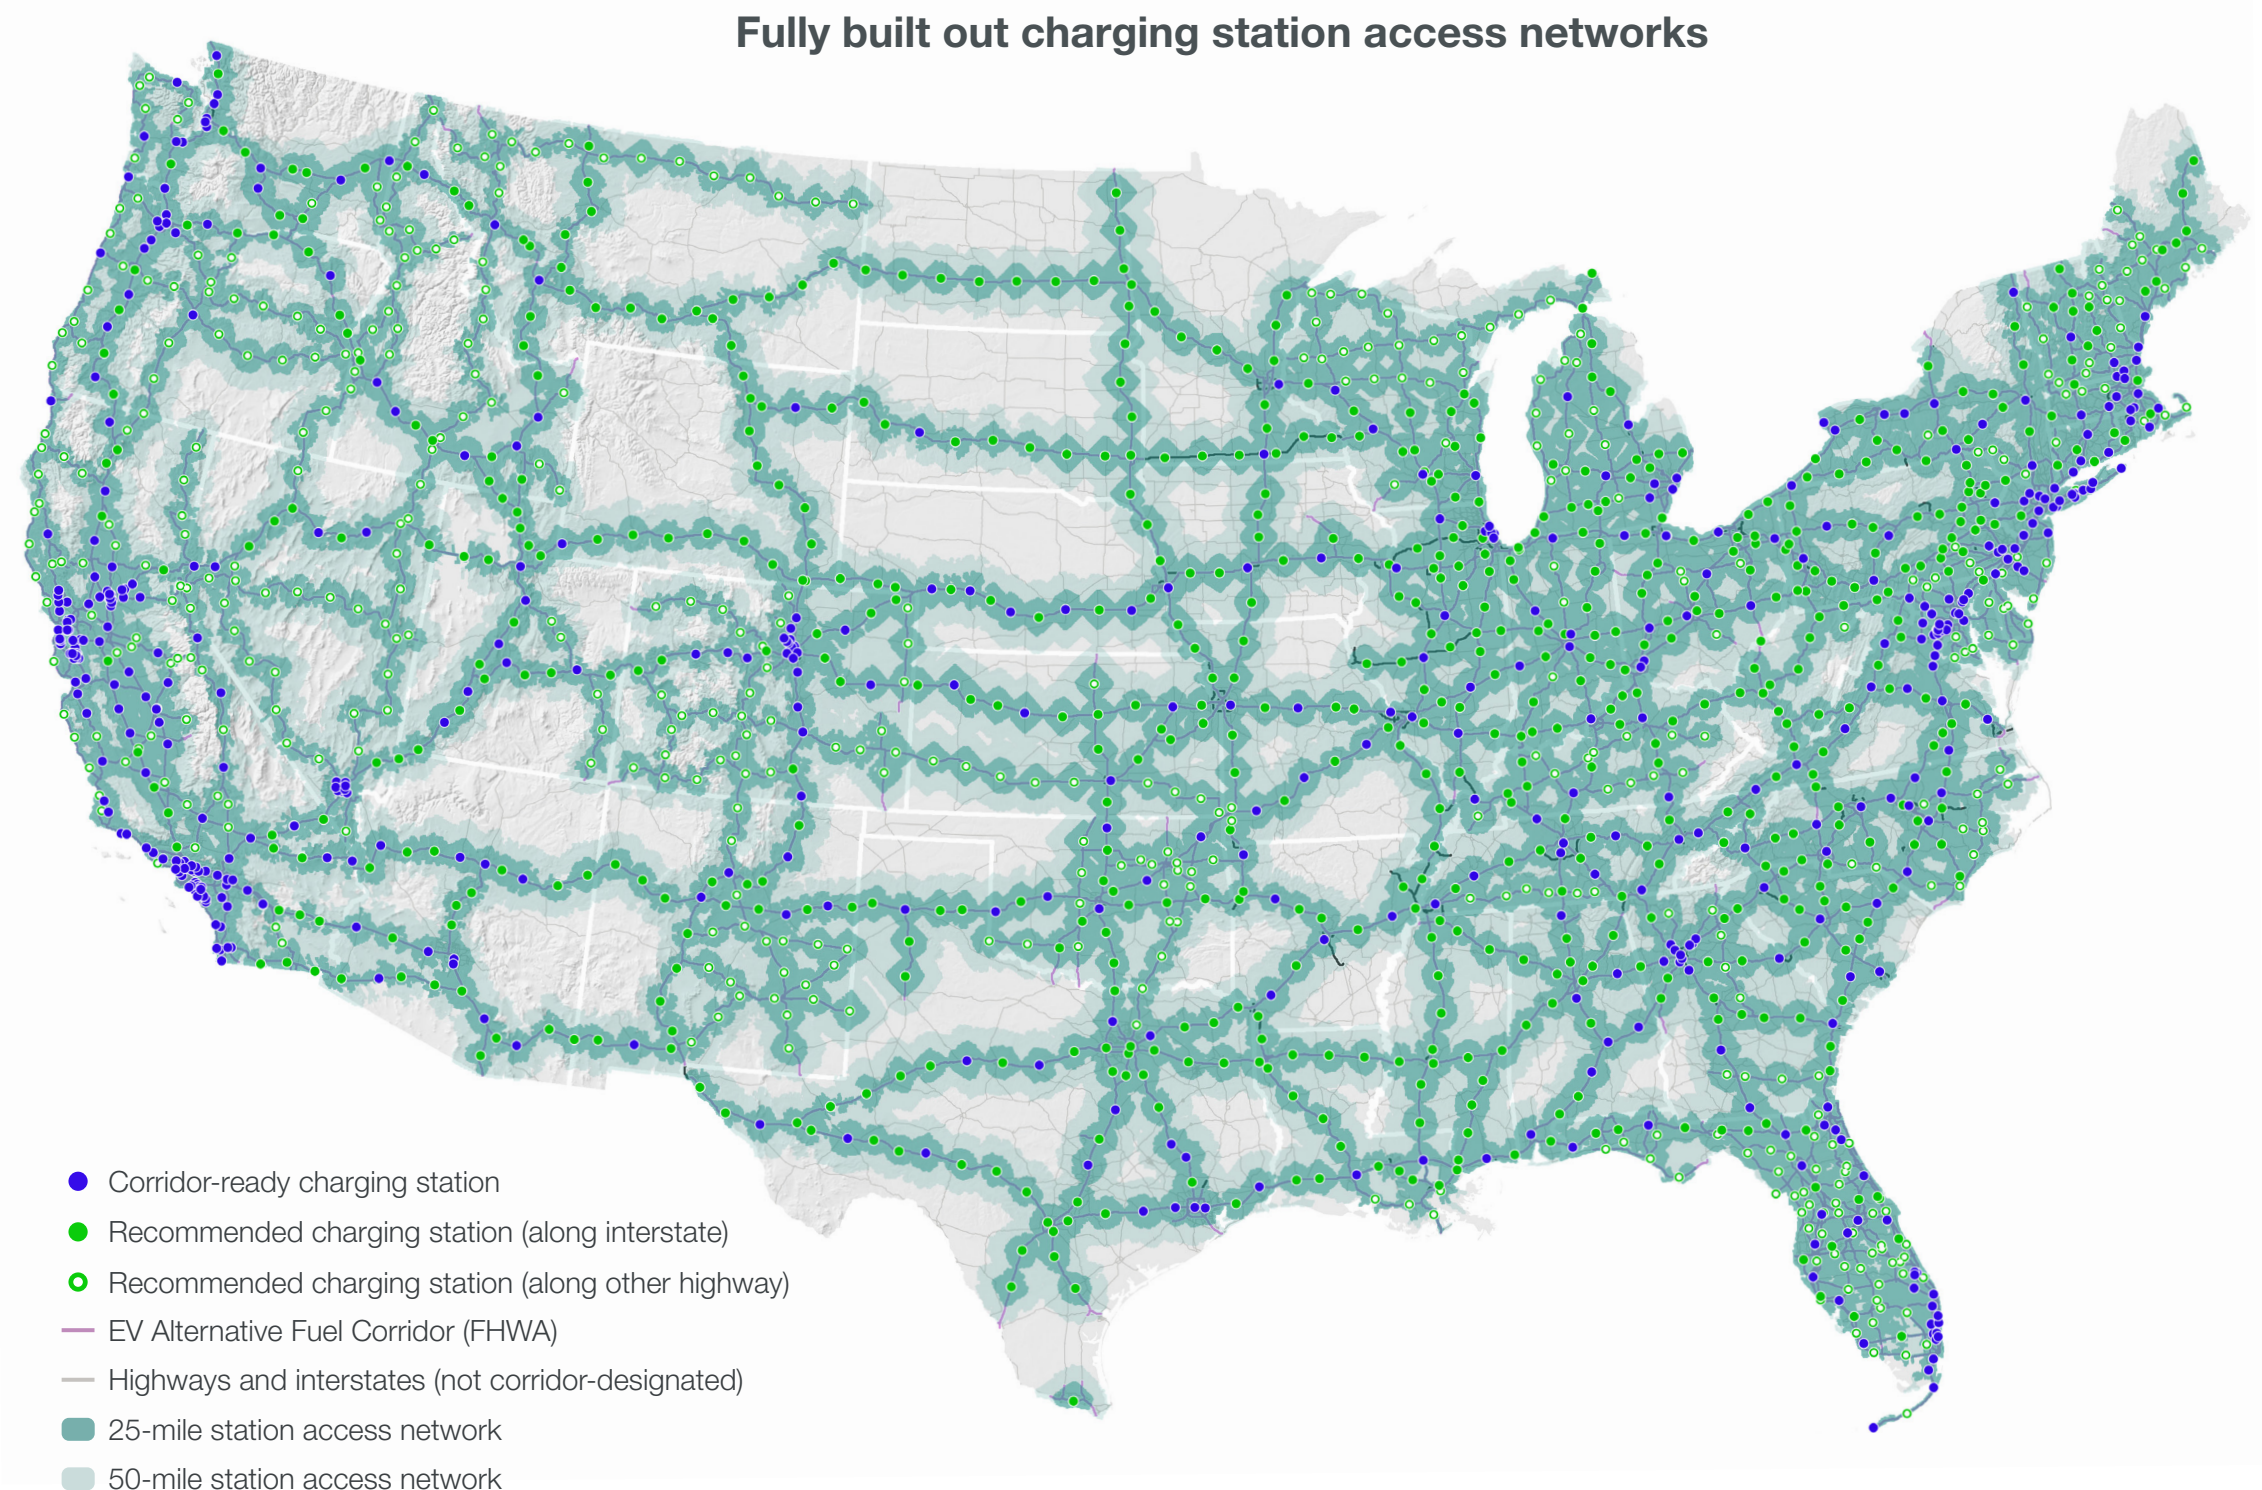 Fully built out charging station access networks
Corridor-ready charging station
Recommended charging station (along interstate)
Recommended charging station (along other highway)
EV Alternative Fuel Corridor (FHWA)
Highways and interstates (not corridor-designated)
25-mile station access network
50-mile station access network